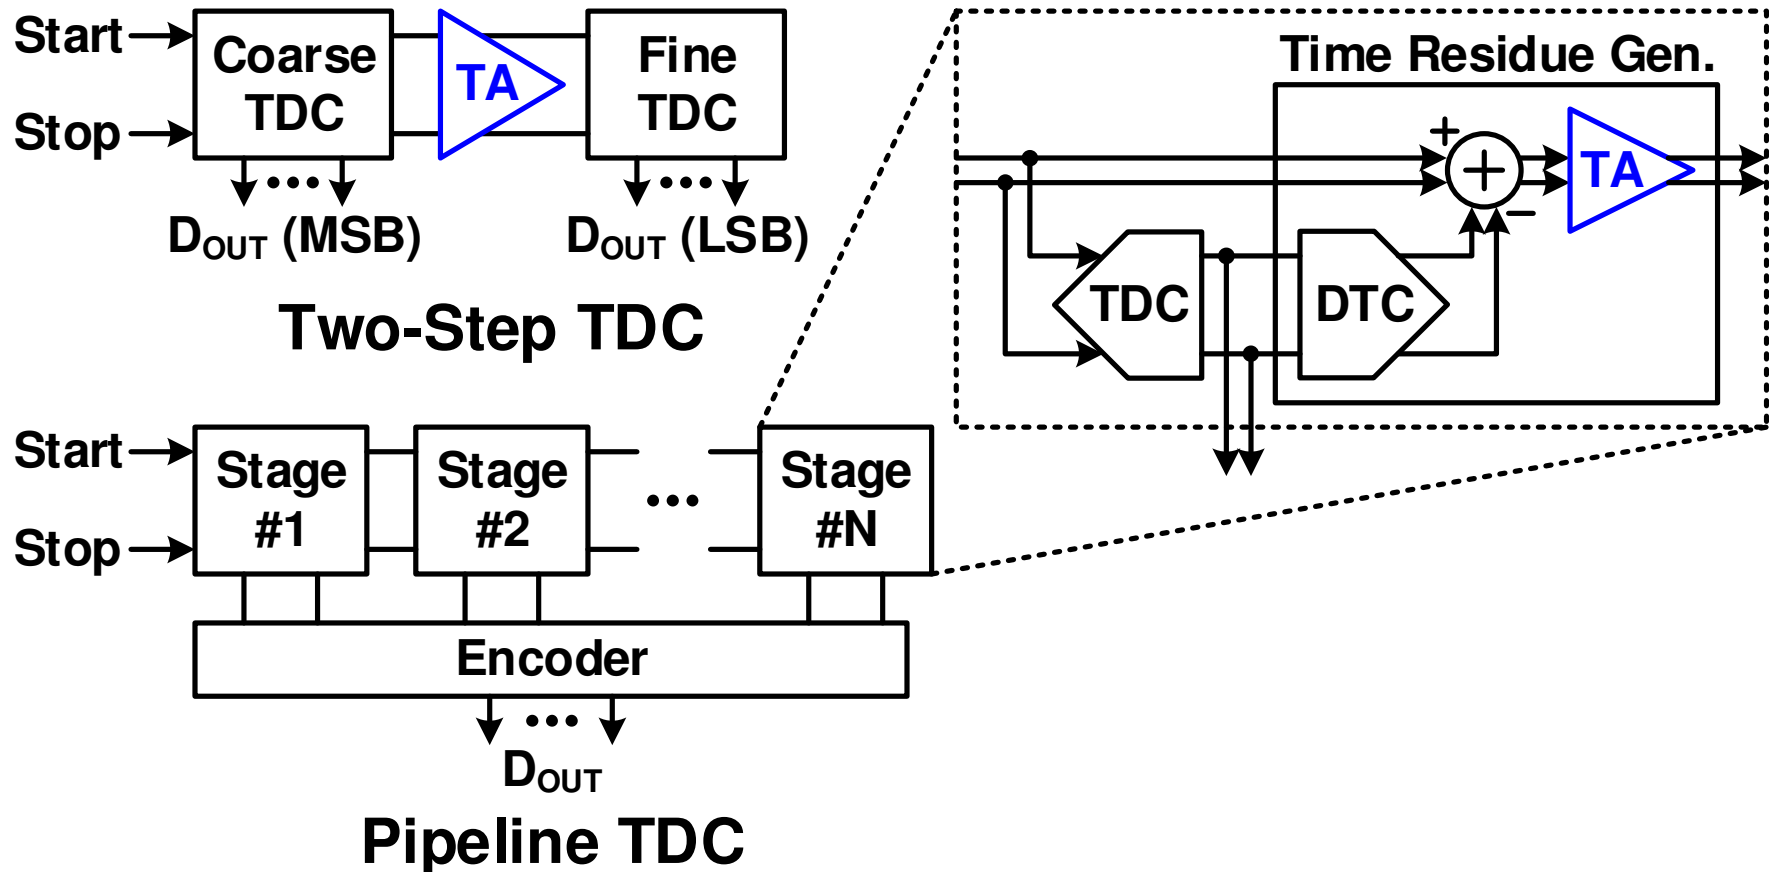 Start
Stop
Coarse
TDC
TA
Fine
TDC
DOUT (MSB)
DOUT (LSB)
Two-Step TDC
Time Residue Gen.
+
+
−
TA
TDC
DTC
Start
Stop
Stage
#1
Stage
#2
Stage
#N
Encoder
DOUT
Pipeline TDC